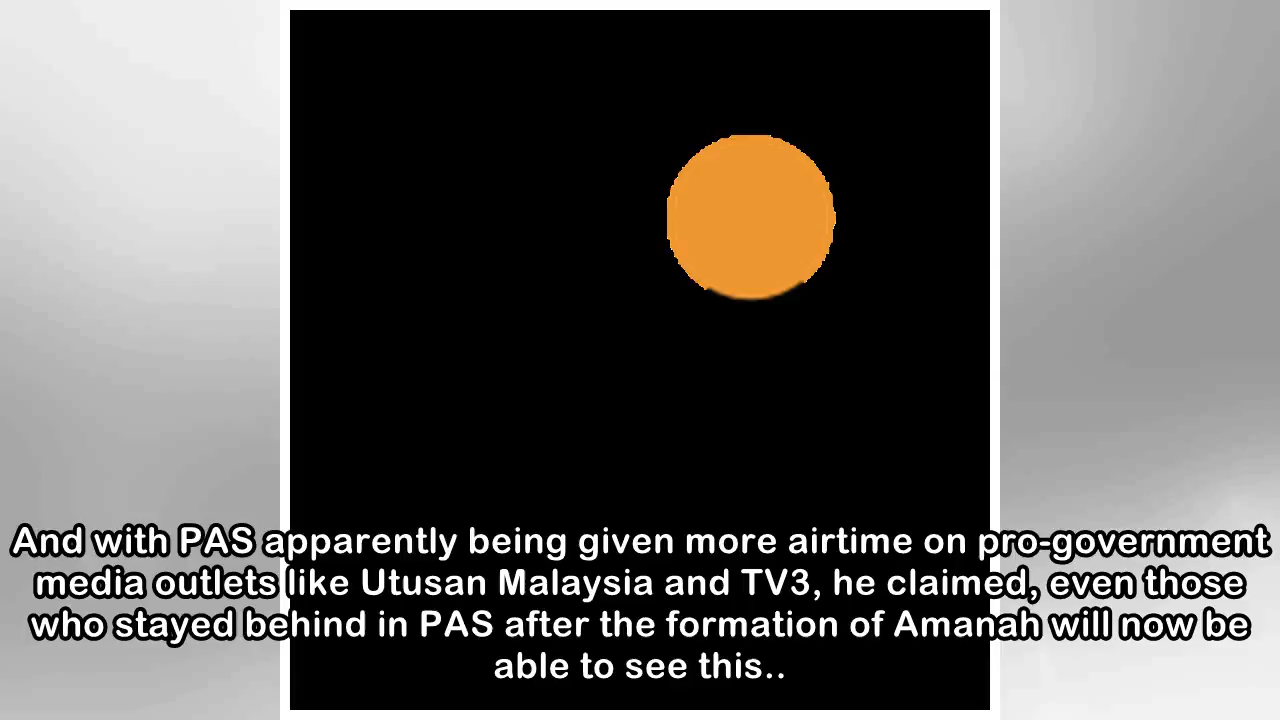 And with PAS apparently being given more airtime on pro-government
media outlets like Utusan Malaysia and TV3, he claimed, even those
who stayed behind in PAS after the formation of Amanah will now be
able to see this..